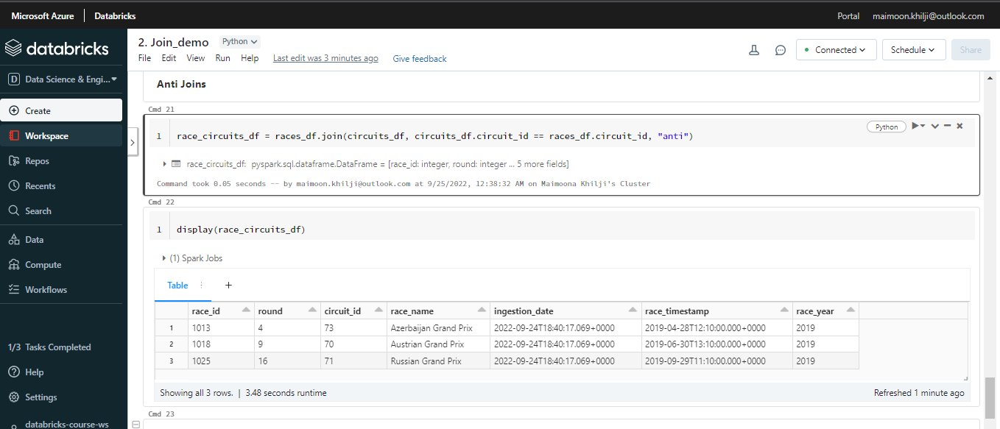 Microsoft Azure Databricks Portal maimoon.khilji@outlook.com
databricks
D Data Science & Engi...
Create
Workspace
Repos
Recents
Search
Data
Compute
Workflows
1/3 Tasks Completed
Help
Settings
databricks-course-ws
2. Join_demo Python
File Edit View Run Help Last edit was 3 minutes ago Give feedback
Connected Schedule Share
Anti Joins
Cmd 21
Python
1 race_circuits_df = races_df.join(circuits_df, circuits_df.circuit_id == races_df.circuit_id, "anti")
race_circuits_df: pyspark.sql.dataframe.DataFrame = [race_id: integer, round: integer ... 5 more fields]
Command took 0.05 seconds -- by maimoon.khilji@outlook.com at 9/25/2022, 12:38:32 AM on Maimoona Khilji's Cluster
Cmd 22
1 display(race_circuits_df)
(1) Spark Jobs
Table +
race_id round circuit_id race_name ingestion_date race_timestamp race_year
1 1013 4 73 Azerbaijan Grand Prix 2022-09-24T18:40:17.069+0000 2019-04-28T12:10:00.000+0000 2019
2 1018 9 70 Austrian Grand Prix 2022-09-24T18:40:17.069+0000 2019-06-30T13:10:00.000+0000 2019
3 1025 16 71 Russian Grand Prix 2022-09-24T18:40:17.069+0000 2019-09-29T11:10:00.000+0000 2019
Showing all 3 rows. | 3.48 seconds runtime Refreshed 1 minute ago
Cmd 23